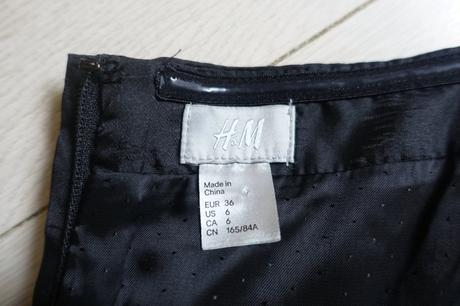 H&M
Made in
China
EUR 36
US 6
CA 6
CN 165/84A